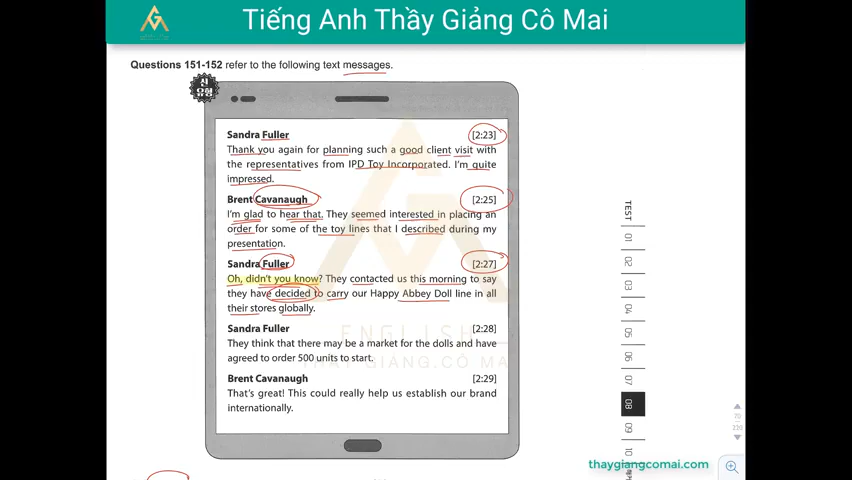 Tiếng Anh Thầy Giảng Cô Mai
Questions 151-152 refer to the following text messages.
Sandra Fuller [2:23]
Thank you again for planning such a good client visit with
the representatives from IPD Toy Incorporated. I'm quite
impressed.
Brent Cavanaugh [2:25]
I'm glad to hear that. They seemed interested in placing an
order for some of the toy lines that I described during my
presentation.
Sandra Fuller [2:27]
Oh, didn't you know? They contacted us this morning to say
they have decided to carry our Happy Abbey Doll line in all
their stores globally.
Sandra Fuller [2:28]
They think that there may be a market for the dolls and have
agreed to order 500 units to start.
Brent Cavanaugh [2:29]
That's great! This could really help us establish our brand
internationally.
ENGLISH
THAY GIANG.CÔ MAI
TEST
01
02
03
04
05
06
07
08
09
10
thaygiangcomai.com